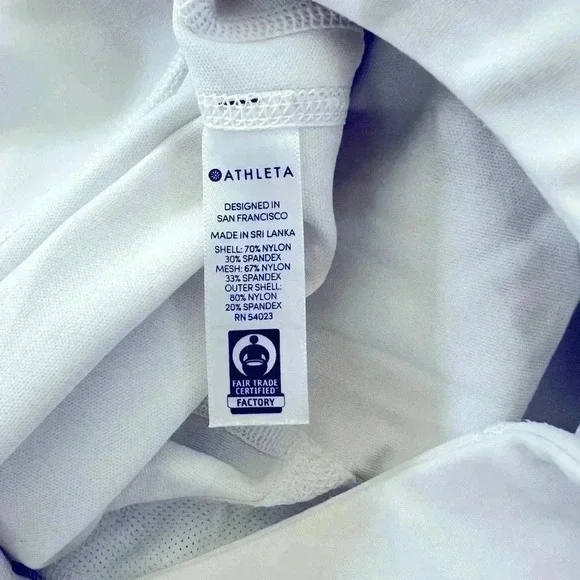 ATHLETA
DESIGNED IN
SAN FRANCISCO
MADE IN SRI LANKA
SHELL: 70% NYLON
30% SPANDEX
MESH: 67% NYLON
33% SPANDEX
OUTER SHELL:
80% NYLON
20% SPANDEX
RN 54023
FAIR TRADE
CERTIFIED
FACTORY